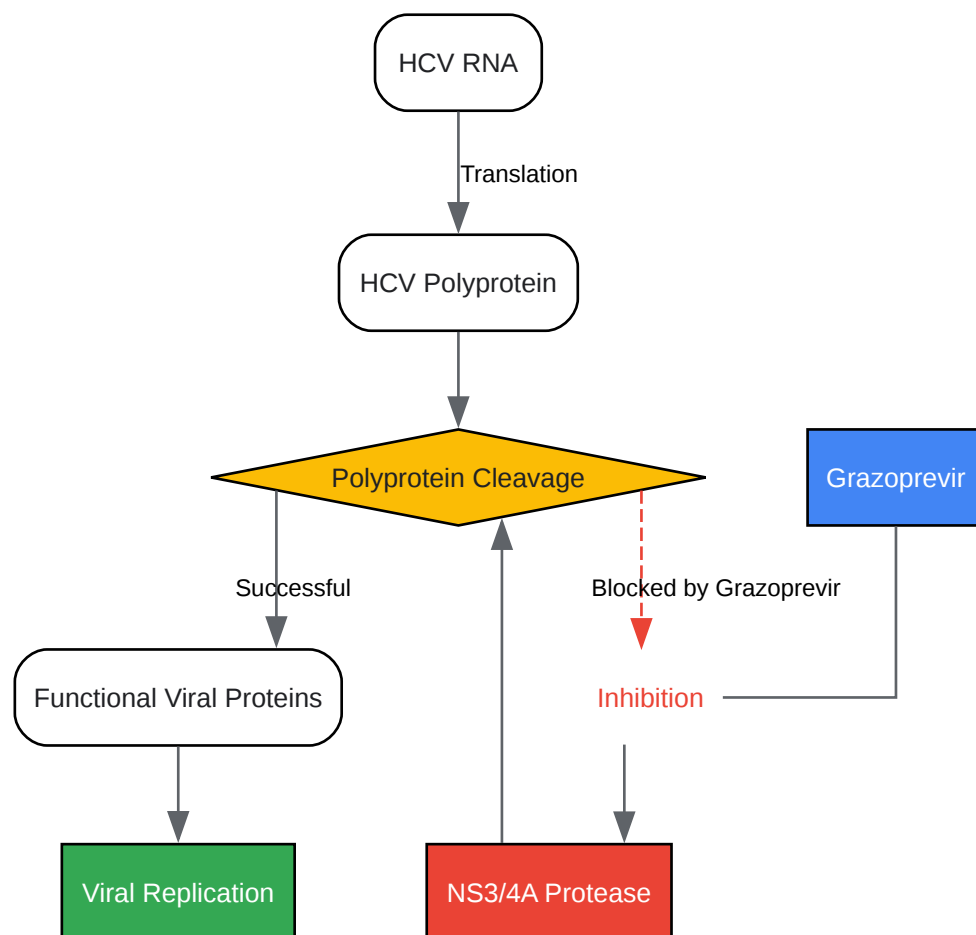 HCV RNA
Translation
HCV Polyprotein
Polyprotein Cleavage
Grazoprevir
Successful
Blocked by Grazoprevir
Functional Viral Proteins
Inhibition
Viral Replication
NS3/4A Protease